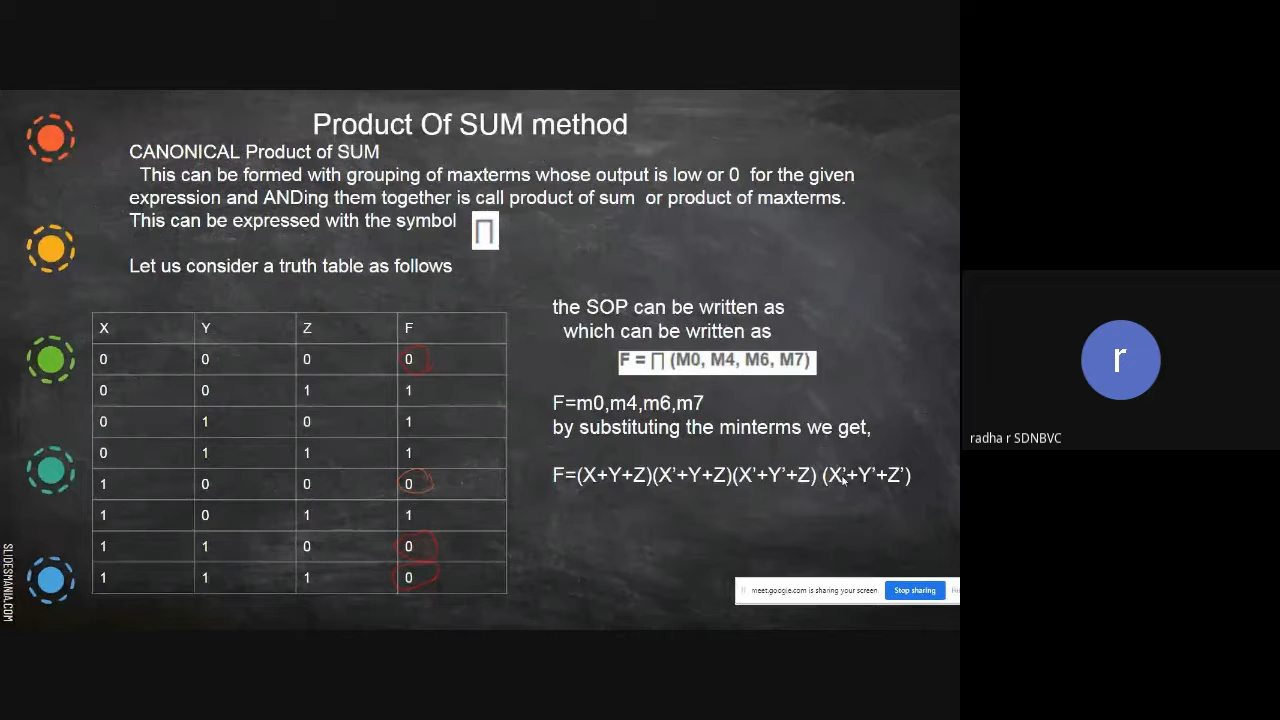 Product Of SUM method
CANONICAL Product of SUM
This can be formed with grouping of maxterms whose output is low or 0 for the given
expression and ANDing them together is call product of sum or product of maxterms.
This can be expressed with the symbol ∏
Let us consider a truth table as follows
X Y Z F
0 0 0 0
0 0 1 1
0 1 0 1
0 1 1 1
1 0 0 0
1 0 1 1
1 1 0 0
1 1 1 0
the SOP can be written as
which can be written as
F = ∏ (M0, M4, M6, M7)
F=m0,m4,m6,m7
by substituting the minterms we get,
F=(X+Y+Z)(X’+Y+Z)(X’+Y’+Z) (X’+Y’+Z’)
meet.google.com is sharing your screen. Stop sharing
SLIDESMANIA.COM
r
radha r SDNBVC